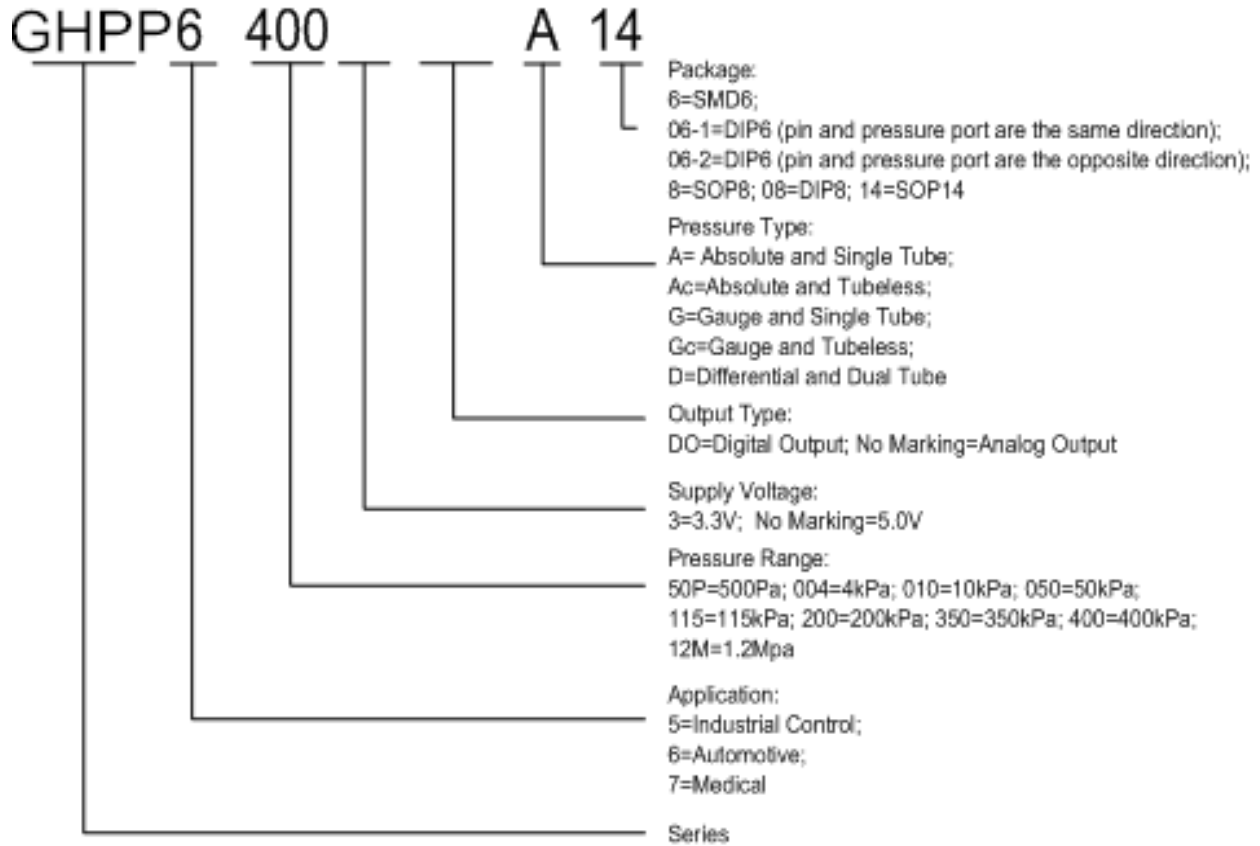 GHPP6 400 A 14
Package:
6=SMD6;
06-1=DIP6 (pin and pressure port are the same direction);
06-2=DIP6 (pin and pressure port are the opposite direction);
8=SOP8; 08=DIP8; 14=SOP14
Pressure Type:
A= Absolute and Single Tube;
Ac=Absolute and Tubeless;
G=Gauge and Single Tube;
Gc=Gauge and Tubeless;
D=Differential and Dual Tube
Output Type:
DO=Digital Output; No Marking=Analog Output
Supply Voltage:
3=3.3V; No Marking=5.0V
Pressure Range:
50P=500Pa; 004=4kPa; 010=10kPa; 050=50kPa;
115=115kPa; 200=200kPa; 350=350kPa; 400=400kPa;
12M=1.2Mpa
Application:
5=Industrial Control;
6=Automotive;
7=Medical
Series